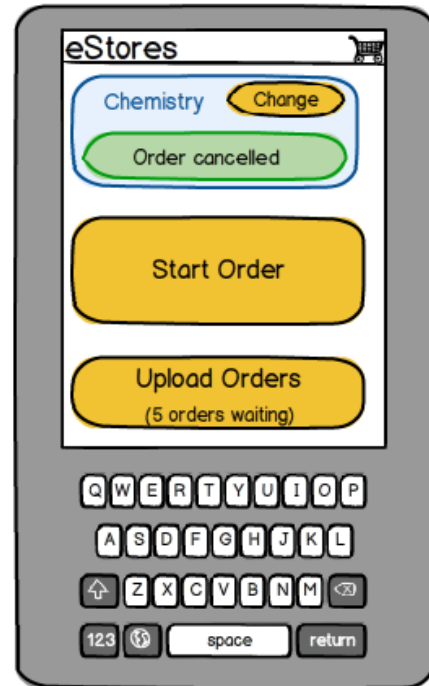 eStores
Chemistry Change
Order cancelled
Start Order
Upload Orders
(5 orders waiting)
Q W E R T Y U I O P
A S D F G H J K L
Z X C V B N M
123 space return